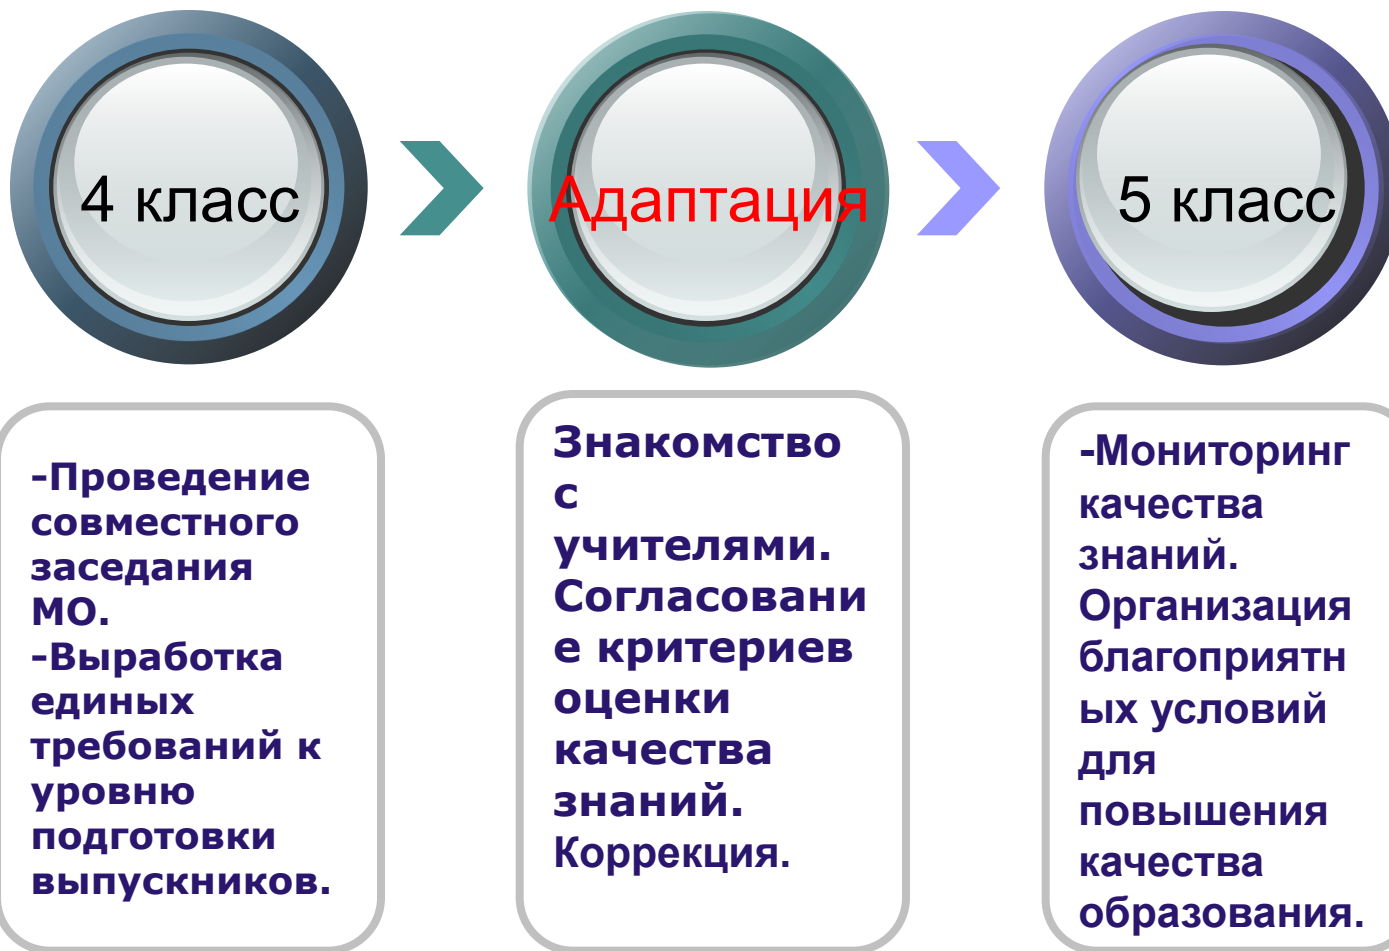 4 класс
Адаптация
5 класс
-Проведение
совместного
заседания
МО.
-Выработка
единых
требований к
уровню
подготовки
выпускников.
Знакомство
с
учителями.
Согласовани
е критериев
оценки
качества
знаний.
Коррекция.
-Мониторинг
качества
знаний.
Организация
благоприятн
ых условий
для
повышения
качества
образования.